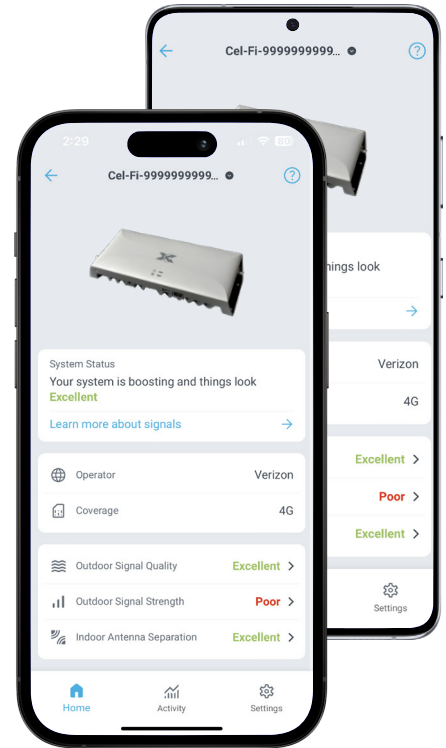 Cel-Fi-9999999999...
?
hings look
Verizon
4G
Excellent
Poor
Excellent
Settings
2:29
80
Cel-Fi-9999999999...
?
System Status
Your system is boosting and things look
Excellent
Learn more about signals
Operator Verizon
Coverage 4G
Outdoor Signal Quality Excellent
Outdoor Signal Strength Poor
Indoor Antenna Separation Excellent
Home Activity Settings